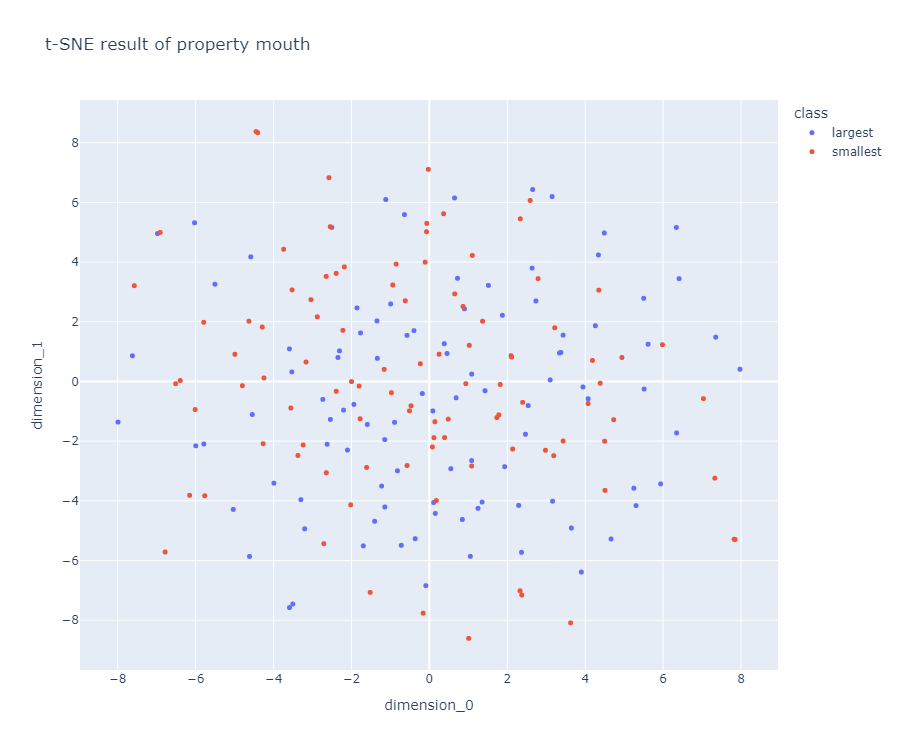 t-SNE result of property mouth
class
largest
smallest
8
6
4
2
0
−2
−4
−6
−8
dimension_1
−8 −6 −4 −2 0 2 4 6 8
dimension_0